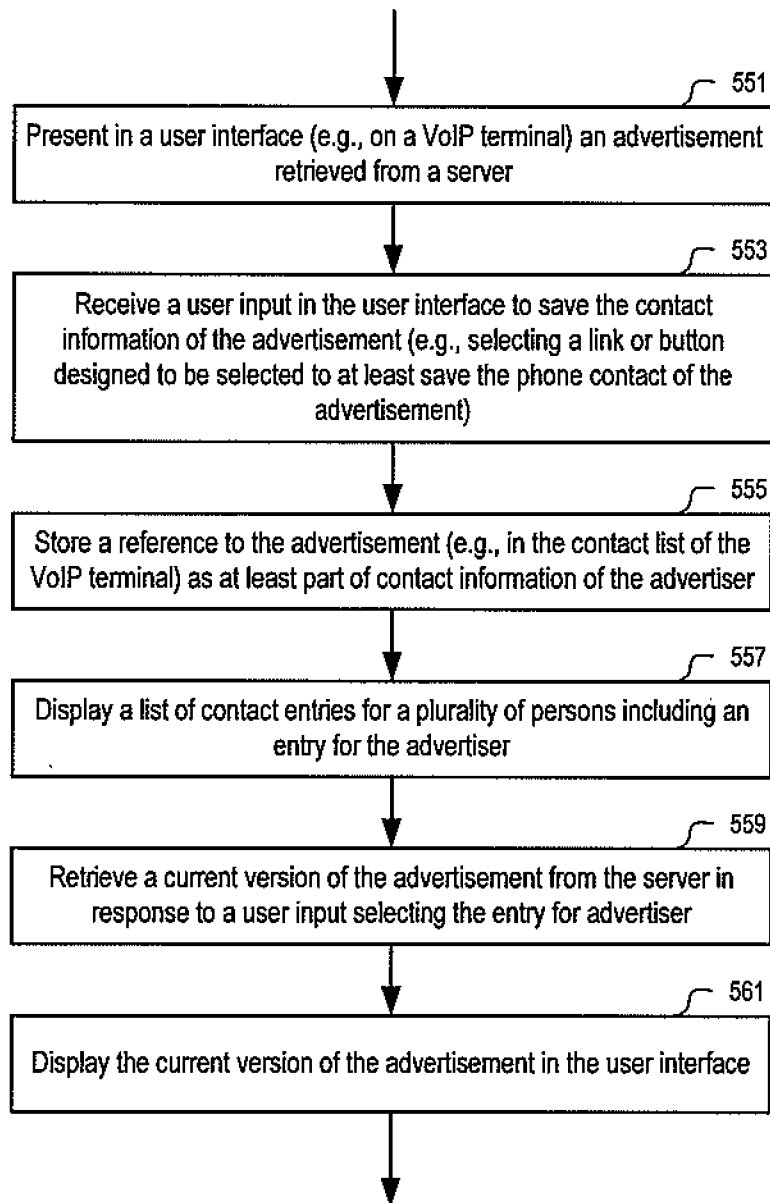 551
Present in a user interface (e.g., on a VoIP terminal) an advertisement
retrieved from a server
553
Receive a user input in the user interface to save the contact
information of the advertisement (e.g., selecting a link or button
designed to be selected to at least save the phone contact of the
advertisement)
555
Store a reference to the advertisement (e.g., in the contact list of the
VoIP terminal) as at least part of contact information of the advertiser
557
Display a list of contact entries for a plurality of persons including an
entry for the advertiser
559
Retrieve a current version of the advertisement from the server in
response to a user input selecting the entry for advertiser
561
Display the current version of the advertisement in the user interface